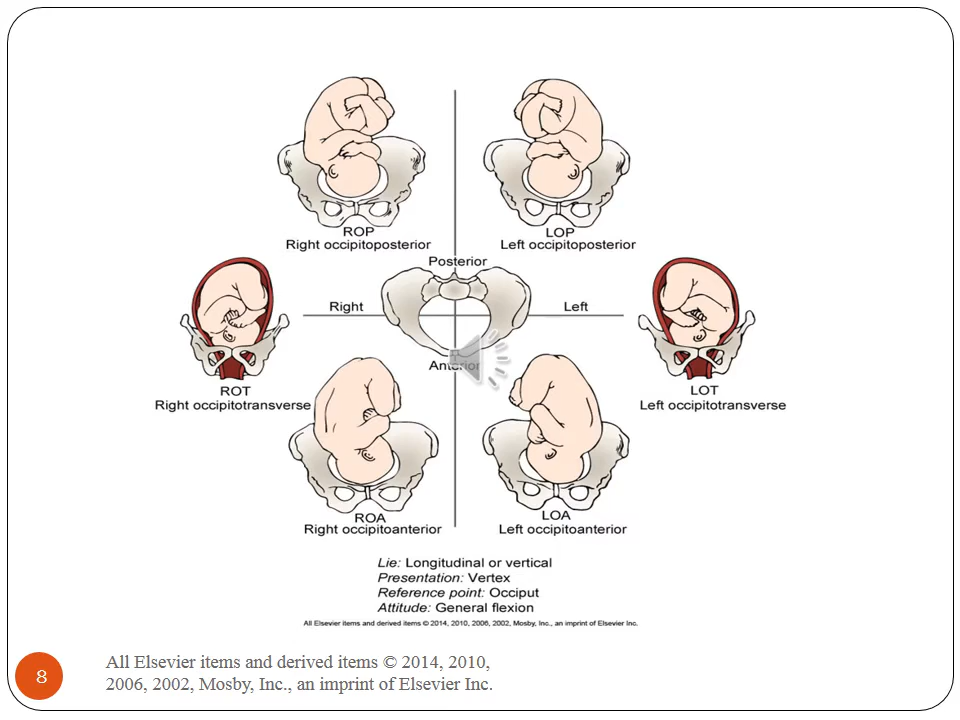 ROP
Right occipitoposterior
LOP
Left occipitoposterior
Posterior
Right
Left
Anterior
ROT
Right occipitotransverse
LOT
Left occipitotransverse
ROA
Right occipitoanterior
LOA
Left occipitoanterior
Lie: Longitudinal or vertical
Presentation: Vertex
Reference point: Occiput
Attitude: General flexion
All Elsevier items and derived items © 2014, 2010, 2006, 2002, Mosby, Inc., an imprint of Elsevier Inc.
8
All Elsevier items and derived items © 2014, 2010,
2006, 2002, Mosby, Inc., an imprint of Elsevier Inc.